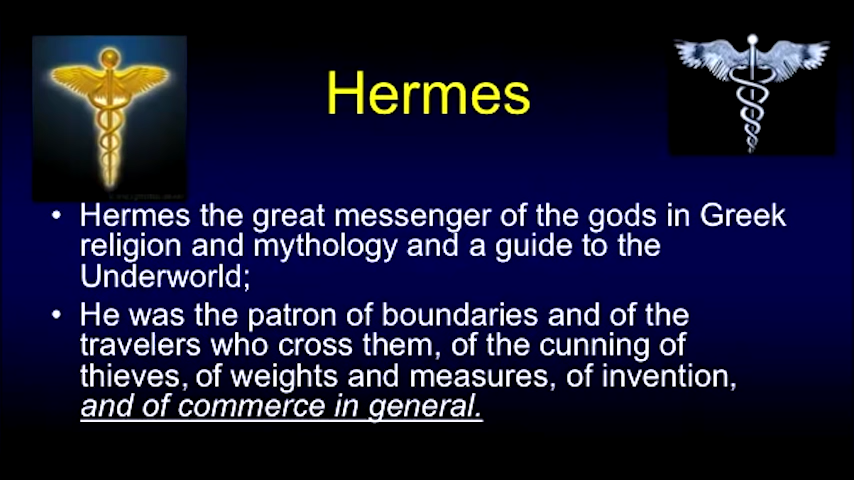 Hermes
• Hermes the great messenger of the gods in Greek
religion and mythology and a guide to the
Underworld;
• He was the patron of boundaries and of the
travelers who cross them, of the cunning of
thieves, of weights and measures, of invention,
and of commerce in general.